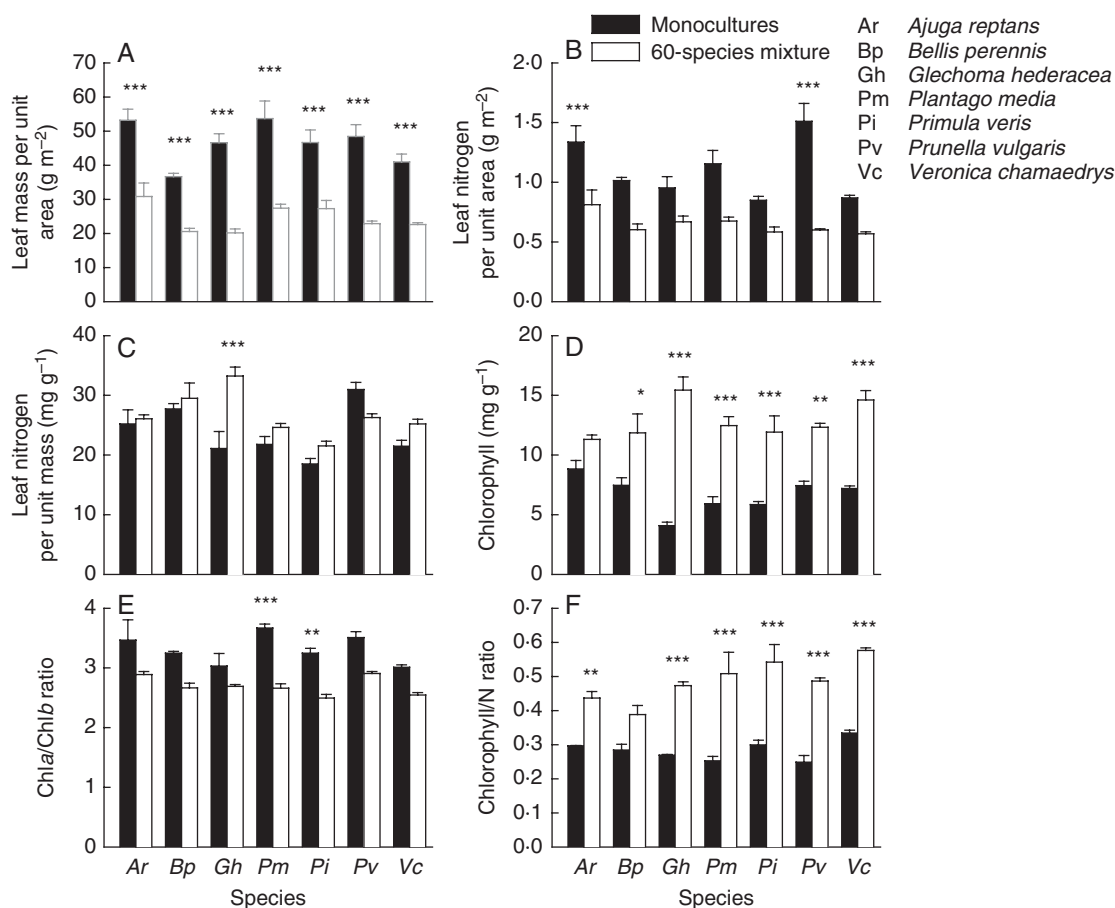 Monocultures
60-species mixture
Ar Ajuga reptans
Bp Bellis perennis
Gh Glechoma hederacea
Pm Plantago media
Pi Primula veris
Pv Prunella vulgaris
Vc Veronica chamaedrys
A
Leaf mass per unit
area (g m−2)
70
60
50
40
30
20
10
0
*** *** *** *** *** *** ***
B
Leaf nitrogen
per unit area (g m−2)
2·0
1·5
1·0
0·5
0·0
*** ***
C
Leaf nitrogen
per unit mass (mg g−1)
40
30
20
10
0
***
D
Chlorophyll (mg g−1)
20
15
10
5
0
* *** *** *** ** ***
E
Chla/Chlb ratio
4
3
2
1
0
*** **
Ar Bp Gh Pm Pi Pv Vc
Species
F
Chlorophyll/N ratio
0·7
0·6
0·5
0·4
0·3
0·2
0·1
0·0
** *** *** *** *** ***
Ar Bp Gh Pm Pi Pv Vc
Species